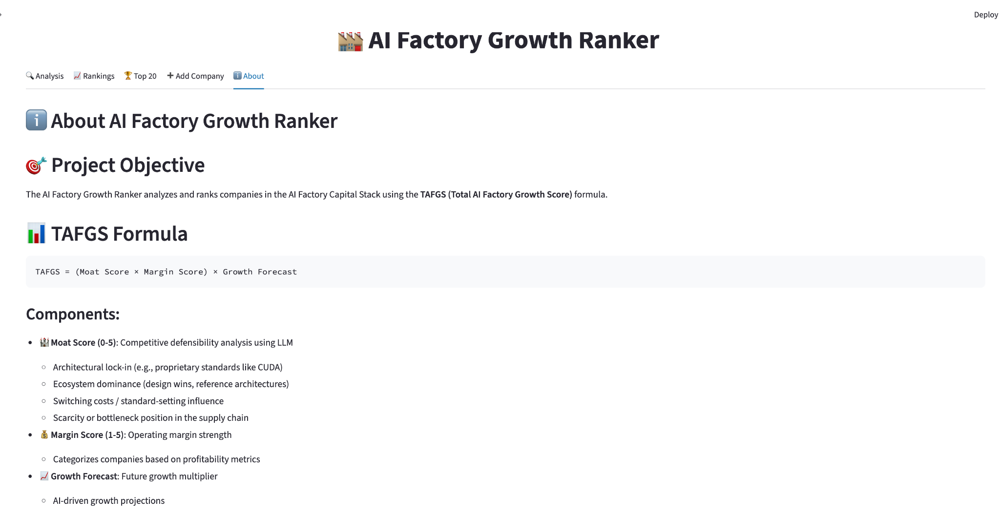 Deploy
AI Factory Growth Ranker
Analysis Rankings Top 20 Add Company About
About AI Factory Growth Ranker
Project Objective
The AI Factory Growth Ranker analyzes and ranks companies in the AI Factory Capital Stack using the TAFGS (Total AI Factory Growth Score) formula.
TAFGS Formula
TAFGS = (Moat Score × Margin Score) × Growth Forecast
Components:
Moat Score (0-5): Competitive defensibility analysis using LLM
Architectural lock-in (e.g., proprietary standards like CUDA)
Ecosystem dominance (design wins, reference architectures)
Switching costs / standard-setting influence
Scarcity or bottleneck position in the supply chain
Margin Score (1-5): Operating margin strength
Categorizes companies based on profitability metrics
Growth Forecast: Future growth multiplier
AI-driven growth projections